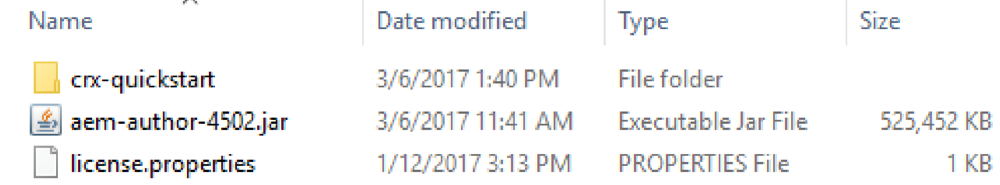 Name Date modified Type Size
crx-quickstart 3/6/2017 1:40 PM File folder
aem-author-4502.jar 3/6/2017 11:41 AM Executable Jar File 525,452 KB
license.properties 1/12/2017 3:13 PM PROPERTIES File 1 KB